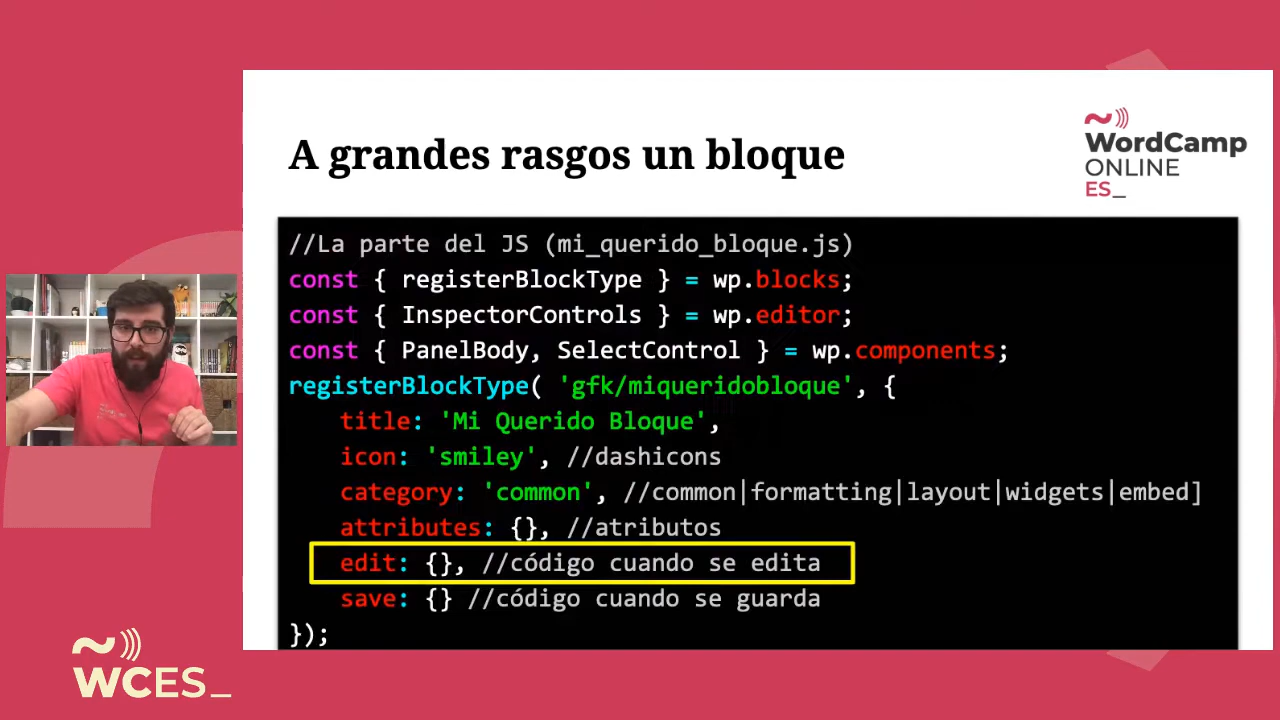 A grandes rasgos un bloque
WordCamp
ONLINE
ES_
//La parte del JS (mi_querido_bloque.js)
const { registerBlockType } = wp.blocks;
const { InspectorControls } = wp.editor;
const { PanelBody, SelectControl } = wp.components;
registerBlockType( 'gfk/miqueridobloque', {
title: 'Mi Querido Bloque',
icon: 'smiley', //dashicons
category: 'common', //common|formatting|layout|widgets|embed]
attributes: {}, //atributos
edit: {}, //código cuando se edita
save: {} //código cuando se guarda
});
WCES_